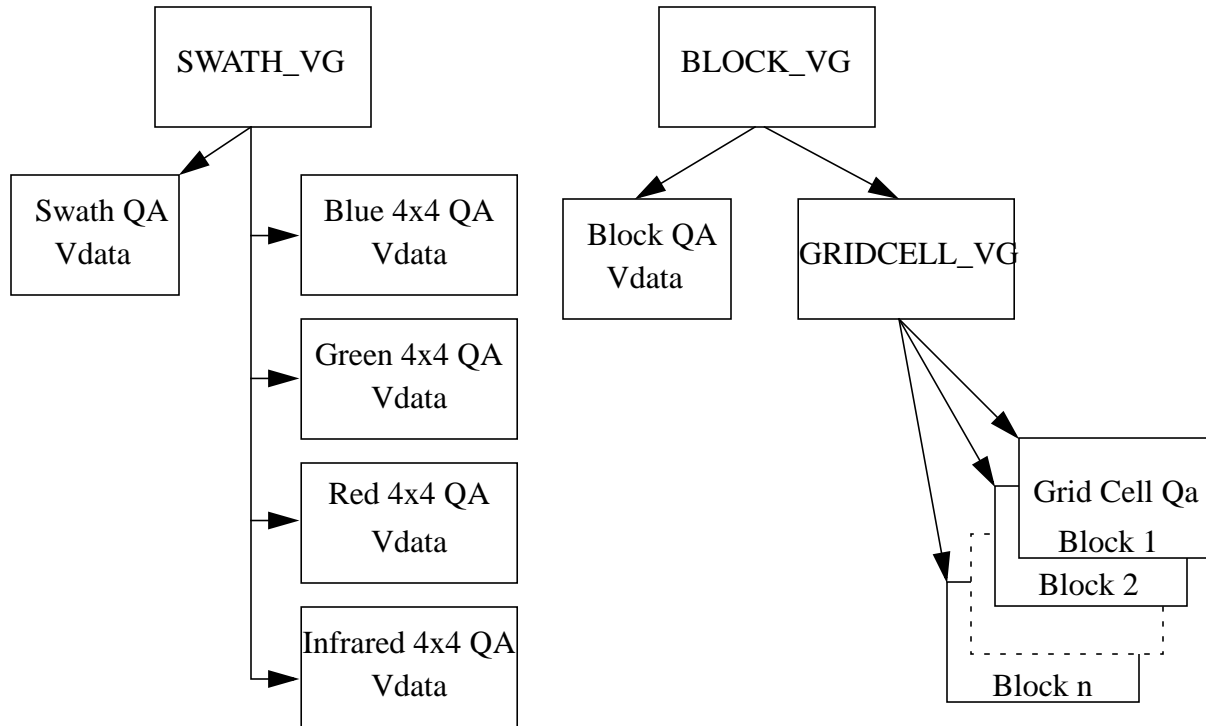 SWATH_VG
Swath QA
Vdata
Blue 4x4 QA
Vdata
Green 4x4 QA
Vdata
Red 4x4 QA
Vdata
Infrared 4x4 QA
Vdata
BLOCK_VG
Block QA
Vdata
GRIDCELL_VG
Grid Cell Qa
Block 1
Block 2
Block n